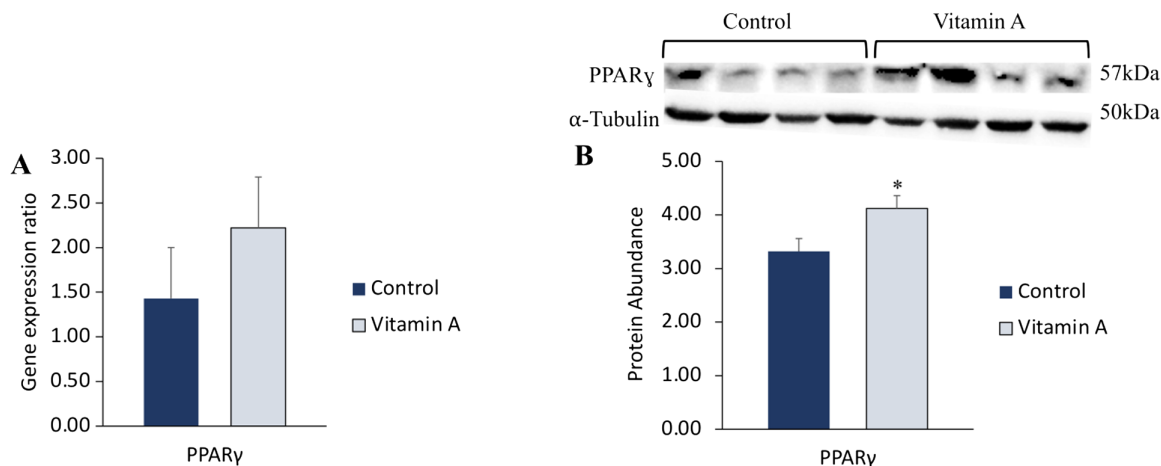 Control Vitamin A
PPARɣ 57kDa
α-Tubulin 50kDa
A
3.00
2.50
2.00
1.50
1.00
0.50
0.00
Gene expression ratio
PPARγ
Control
Vitamin A
B
5.00
4.00
3.00
2.00
1.00
0.00
Protein Abundance
*
PPARγ
Control
Vitamin A